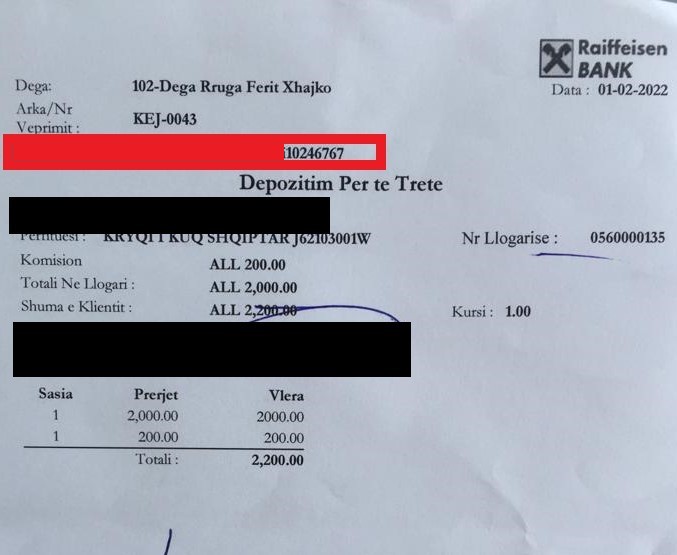 Raiffeisen
BANK
Data : 01-02-2022
Dega: 102-Dega Rruga Ferit Xhajko
Arka/Nr
Veprimit : KEJ-0043
10246767
Depozitim Per te Trete
Perfituesi : KRYQI I KUQ SHQIPTAR J62103001W Nr Llogarise : 0560000135
Komision ALL 200.00
Totali Ne Llogari : ALL 2,000.00
Shuma e Klientit : ALL 2,200.00 Kursi : 1.00
Sasia Prerjet Vlera
1 2,000.00 2000.00
1 200.00 200.00
Totali : 2,200.00